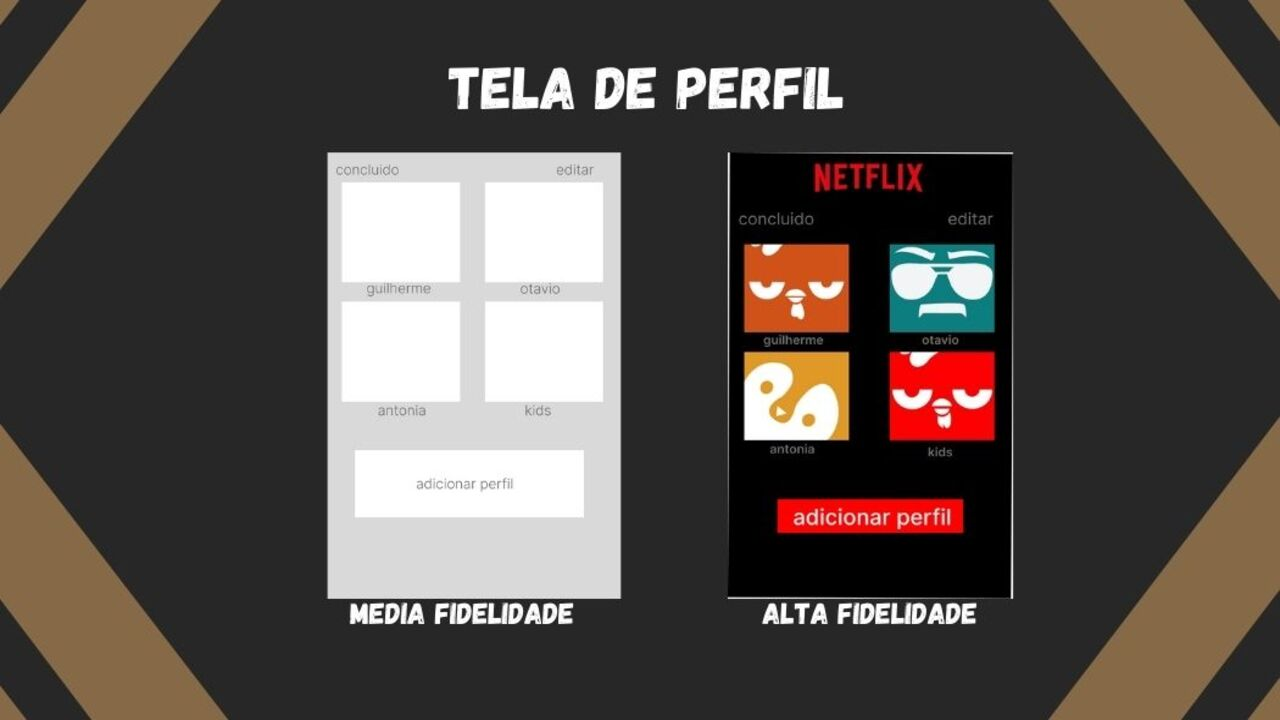 TELA DE PERFIL
concluido editar
guilherme otavio
antonia kids
adicionar perfil
MEDIA FIDELIDADE
NETFLIX
concluido editar
guilherme otavio
antonia kids
adicionar perfil
ALTA FIDELIDADE